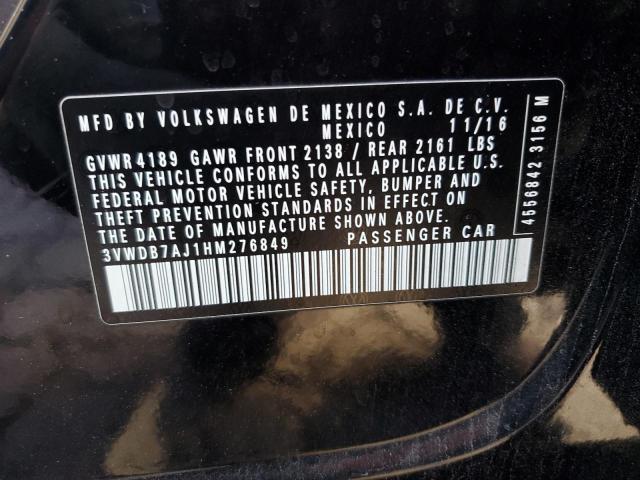 MFD BY VOLKSWAGEN DE MEXICO S.A. DE C.V.
MEXICO 11/16
GVWR4189 GAWR FRONT 2138 / REAR 2161 LBS
THIS VEHICLE CONFORMS TO ALL APPLICABLE U.S.
FEDERAL MOTOR VEHICLE SAFETY, BUMPER AND
THEFT PREVENTION STANDARDS IN EFFECT ON
THE DATE OF MANUFACTURE SHOWN ABOVE.
3VWDB7AJ1HM276849 PASSENGER CAR
4556842 3156 M